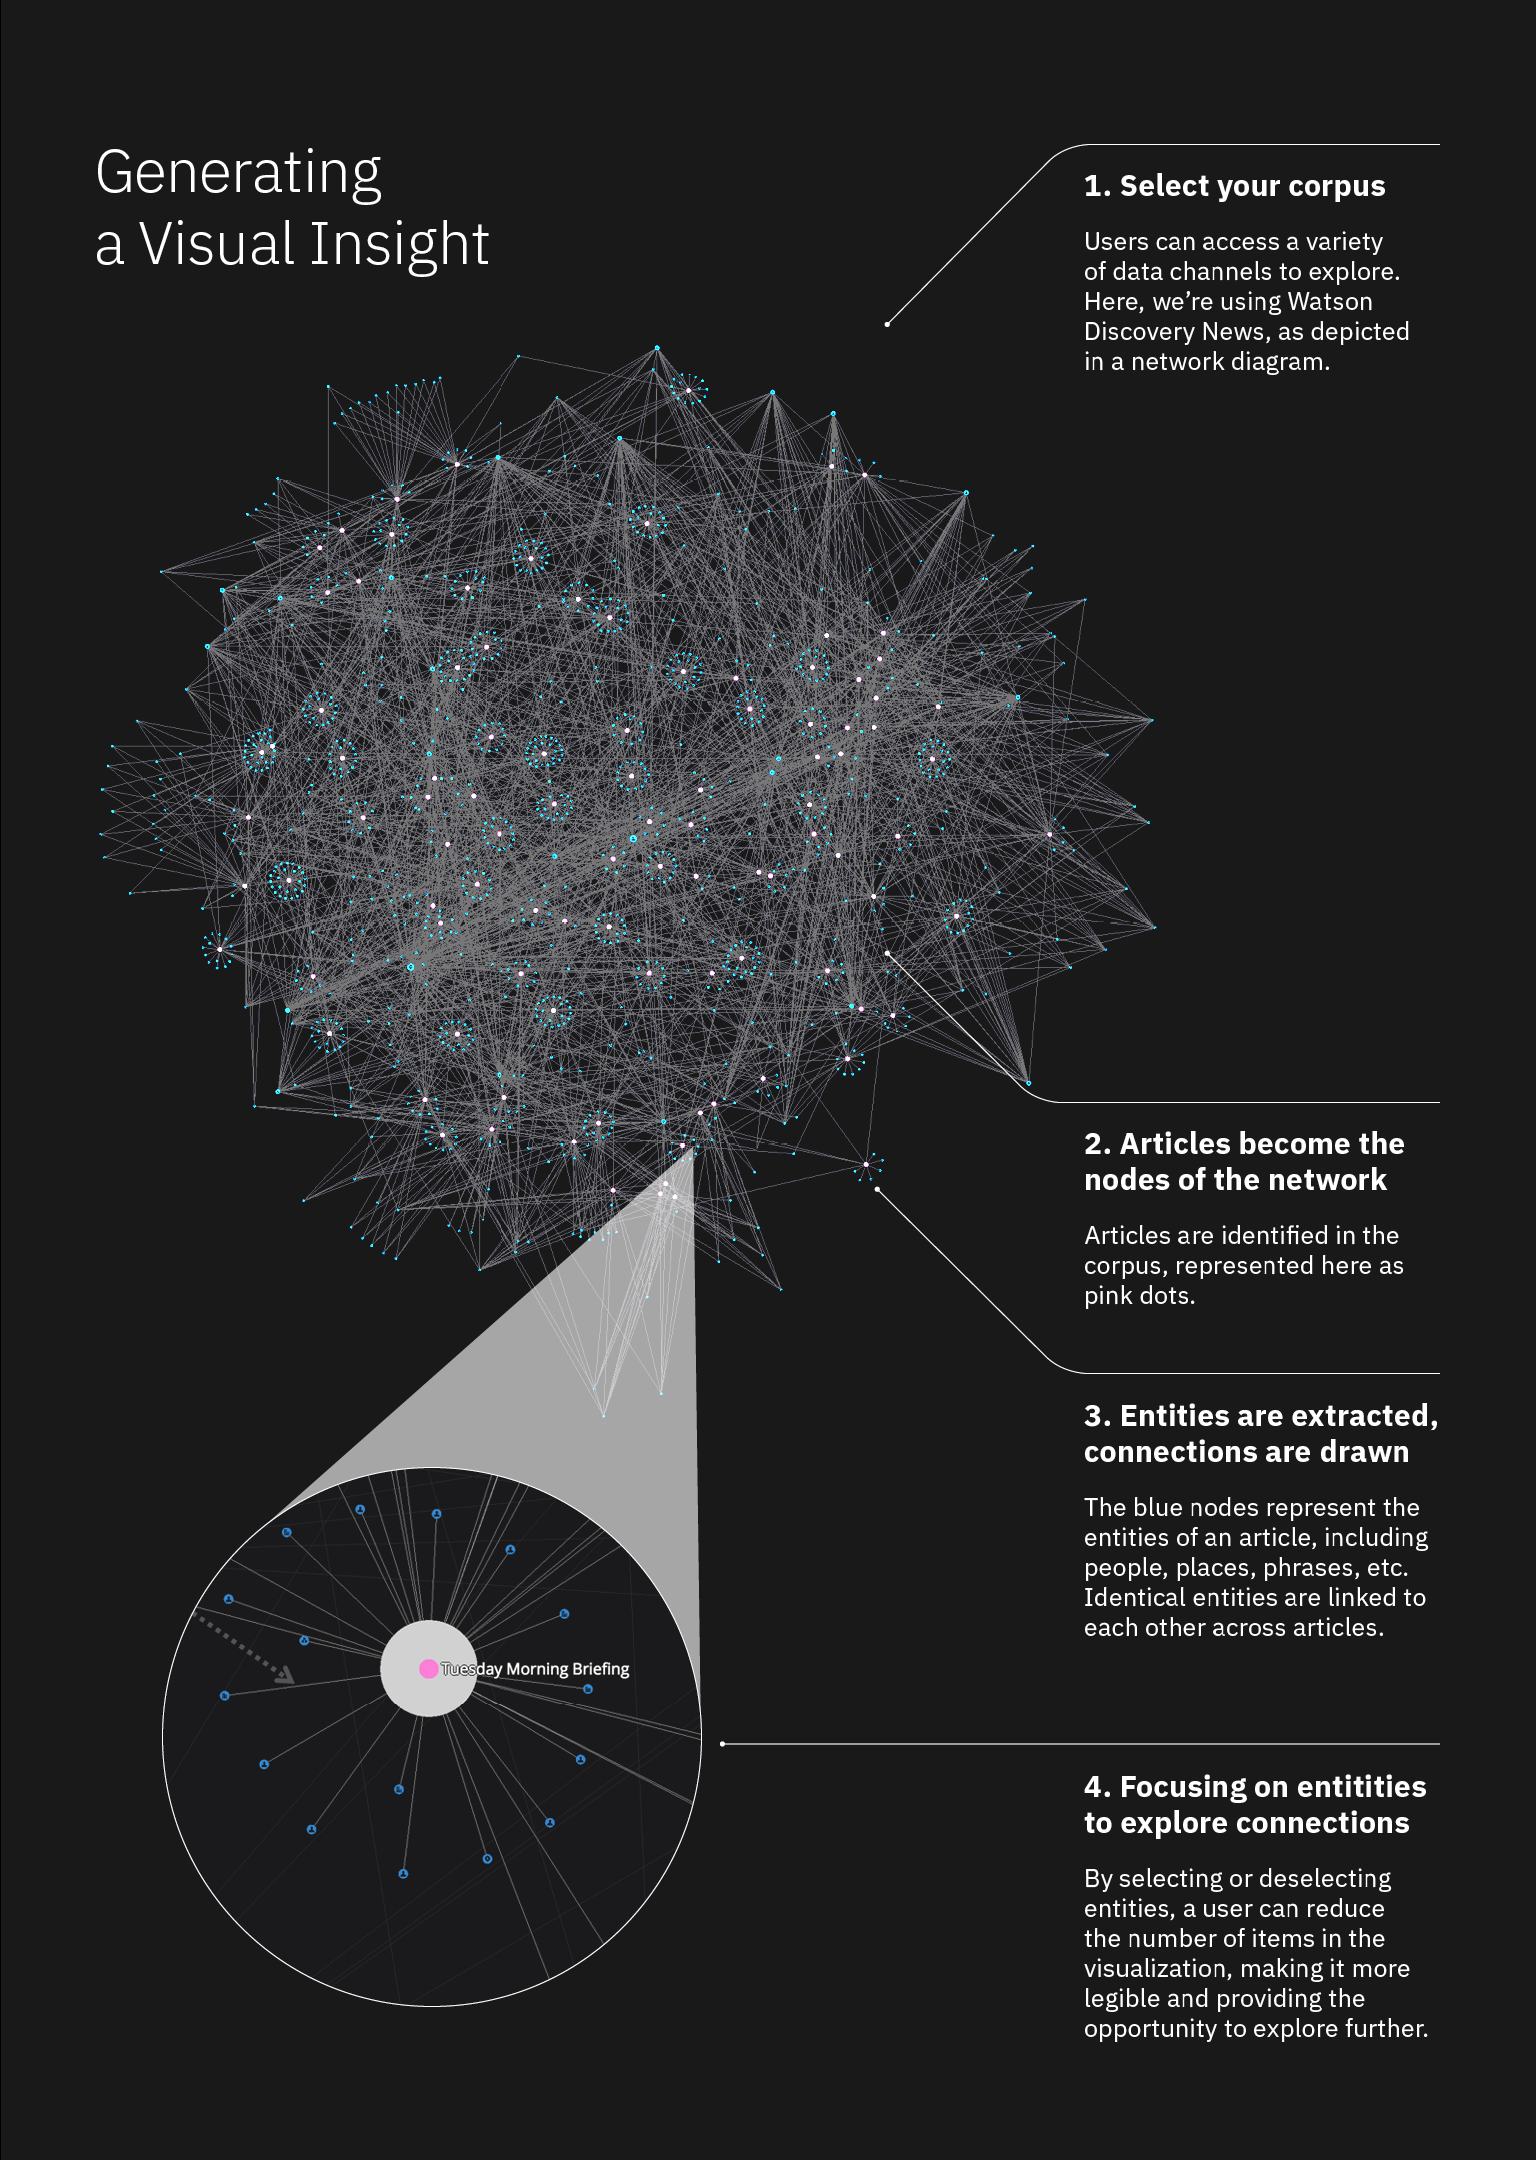 Generating
a Visual Insight
1. Select your corpus
Users can access a variety
of data channels to explore.
Here, we’re using Watson
Discovery News, as depicted
in a network diagram.
2. Articles become the
nodes of the network
Articles are identified in the
corpus, represented here as
pink dots.
3. Entities are extracted,
connections are drawn
The blue nodes represent the
entities of an article, including
people, places, phrases, etc.
Identical entities are linked to
each other across articles.
Tuesday Morning Briefing
4. Focusing on entitities
to explore connections
By selecting or deselecting
entities, a user can reduce
the number of items in the
visualization, making it more
legible and providing the
opportunity to explore further.